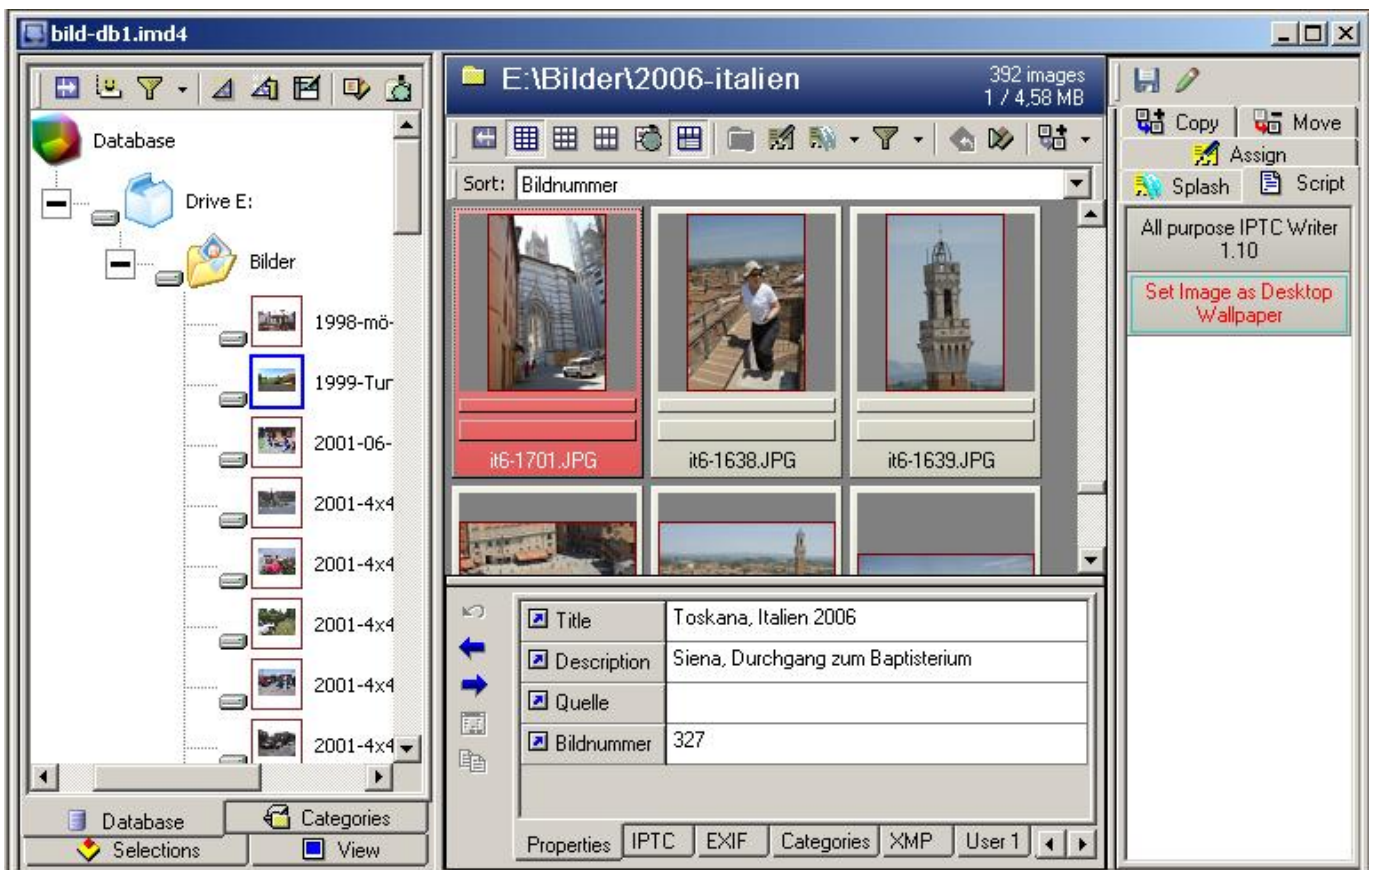 bild-db1.imd4
Database
Drive E:
Bilder
1998-mö-
1999-Tur
2001-06-
2001-4x4
2001-4x4
2001-4x4
2001-4x4
2001-4x4
Database
Categories
Selections
View
E:\Bilder\2006-italien
392 images
1 / 4,58 MB
Sort: Bildnummer
it6-1701.JPG
it6-1638.JPG
it6-1639.JPG
Title Toskana, Italien 2006
Description Siena, Durchgang zum Baptisterium
Quelle
Bildnummer 327
Properties IPTC EXIF Categories XMP User 1
Copy Move
Assign
Splash Script
All purpose IPTC Writer
1.10
Set Image as Desktop
Wallpaper